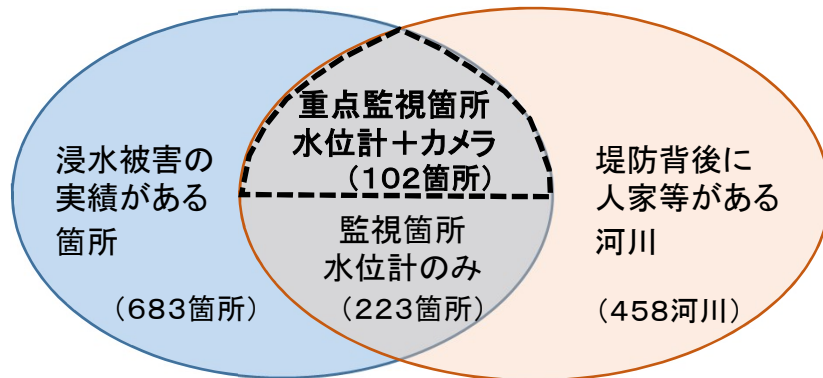 浸水被害の
実績がある
箇所
(683箇所)
重点監視箇所
水位計+カメラ
(102箇所)
監視箇所
水位計のみ
(223箇所)
堤防背後に
人家等がある
河川
(458河川)